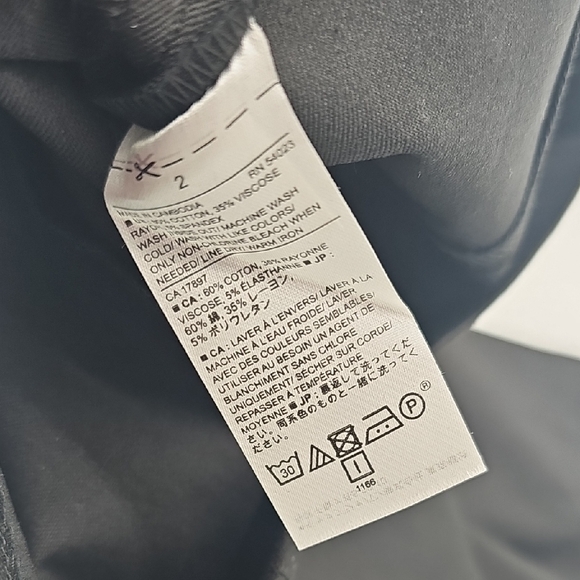 2
RN 54023
MADE IN CAMBODIA
60% COTTON, 35% VISCOSE
RAYON, 5% SPANDEX
WASH INSIDE OUT/ MACHINE WASH
COLD/ WASH WITH LIKE COLORS/
ONLY NON-CHLORINE BLEACH WHEN
NEEDED/ LINE DRY/ WARM IRON
CA 17897
■ CA: 60% COTON, 35% RAYONNE
VISCOSE, 5% ÉLASTHANNE ■ JP:
60% 綿, レーヨン,
5% ポリウレタン
■ CA: LAVER À L'ENVERS/ LAVER À LA
MACHINE À L'EAU FROIDE/ LAVER
AVEC DES COULEURS SEMBLABLES/
UTILISER AU BESOIN UN AGENT DE
BLANCHIMENT SANS CHLORE
UNIQUEMENT/ SÉCHER SUR CORDE/
REPASSER À TEMPÉRATURE
MOYENNE ■ JP: 裏返して洗ってくだ
さい。同系色のものと一緒に洗ってく
ださい。
30 P ®
1166